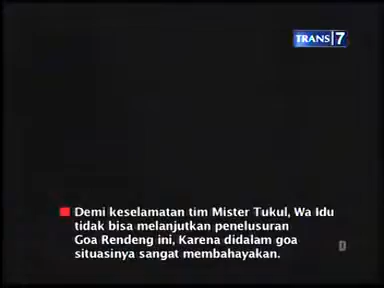 TRANS|7
Demi keselamatan tim Mister Tukul, Wa Idu
tidak bisa melanjutkan penelusuran
Goa Rendeng ini, Karena didalam goa
situasinya sangat membahayakan.
D